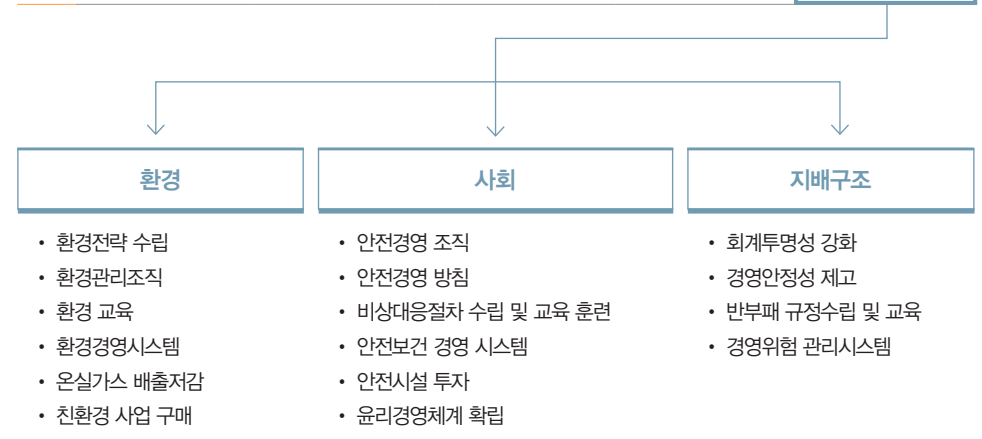 환경
• 환경전략 수립
• 환경관리조직
• 환경 교육
• 환경경영시스템
• 온실가스 배출저감
• 친환경 사업 구매
사회
• 안전경영 조직
• 안전경영 방침
• 비상대응절차 수립 및 교육 훈련
• 안전보건 경영 시스템
• 안전시설 투자
• 윤리경영체계 확립
지배구조
• 회계투명성 강화
• 경영안정성 제고
• 반부패 규정수립 및 교육
• 경영위험 관리시스템